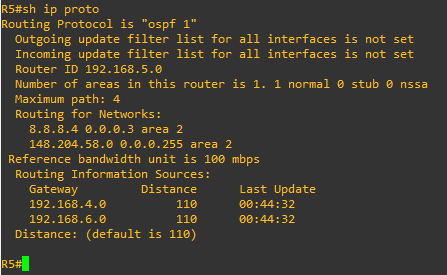 R5#sh ip proto
Routing Protocol is "ospf 1"
  Outgoing update filter list for all interfaces is not set
  Incoming update filter list for all interfaces is not set
  Router ID 192.168.5.0
  Number of areas in this router is 1. 1 normal 0 stub 0 nssa
  Maximum path: 4
  Routing for Networks:
    8.8.8.4 0.0.0.3 area 2
    148.204.58.0 0.0.0.255 area 2
 Reference bandwidth unit is 100 mbps
  Routing Information Sources:
    Gateway         Distance      Last Update
    192.168.4.0          110      00:44:32
    192.168.6.0          110      00:44:32
  Distance: (default is 110)
R5#